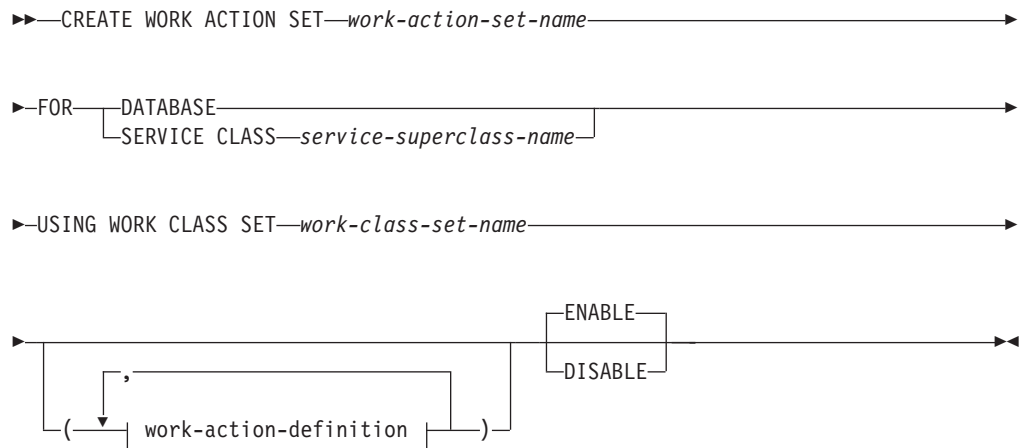 CREATE WORK ACTION SET work-action-set-name
FOR DATABASE
SERVICE CLASS service-superclass-name
USING WORK CLASS SET work-class-set-name
ENABLE
DISABLE
,
( work-action-definition )